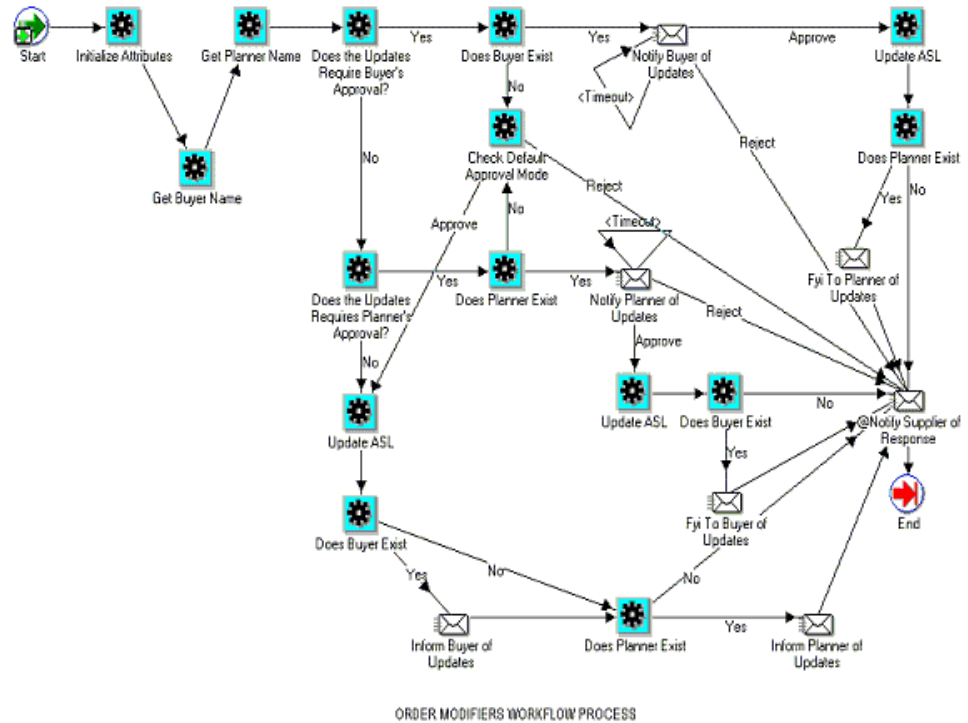 Start
Initialize Attributes
Get Planner Name
Does the Updates
Require Buyer's
Approval?
Yes
Does Buyer Exist
Yes
Notify Buyer of
Updates
Approve
Update ASL
<Timeout>
No
Check Default
Approval Mode
Reject
Does Planner Exist
No
Get Buyer Name
Reject
Yes
No
Approve
No
<Timeout>
Fyi To Planner of
Updates
Does the Updates
Requires Planner's
Approval?
Yes
Does Planner Exist
Yes
Notify Planner of
Updates
Reject
Approve
No
Update ASL
Update ASL
Does Buyer Exist
No
@Notify Supplier of
Response
Yes
Fyi To Buyer of
Updates
End
Does Buyer Exist
Yes
No
No
Inform Buyer of
Updates
Does Planner Exist
Yes
Inform Planner of
Updates
ORDER MODIFIERS WORKFLOW PROCESS